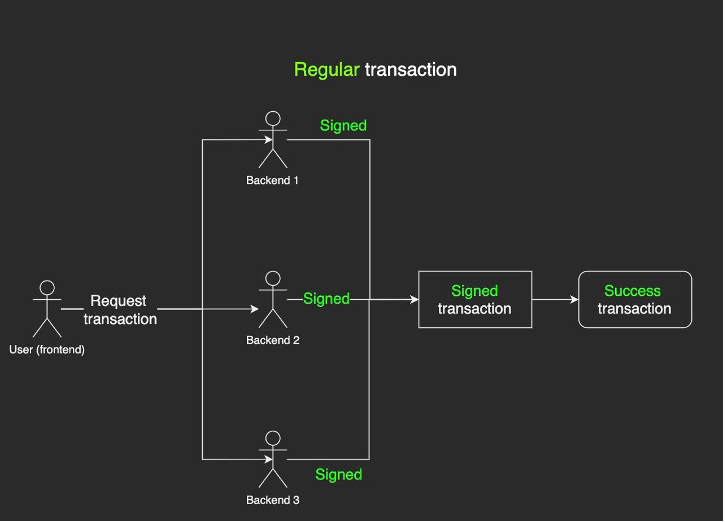 Regular transaction
Signed
Backend 1
Request
transaction
User (frontend)
Signed
Backend 2
Signed
transaction
Success
transaction
Signed
Backend 3